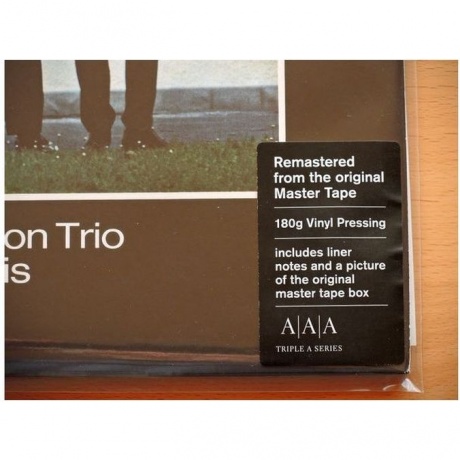 on Trio
is
Remastered
from the original
Master Tape
180g Vinyl Pressing
includes liner
notes and a picture
of the original
master tape box
A|A|A
TRIPLE A SERIES